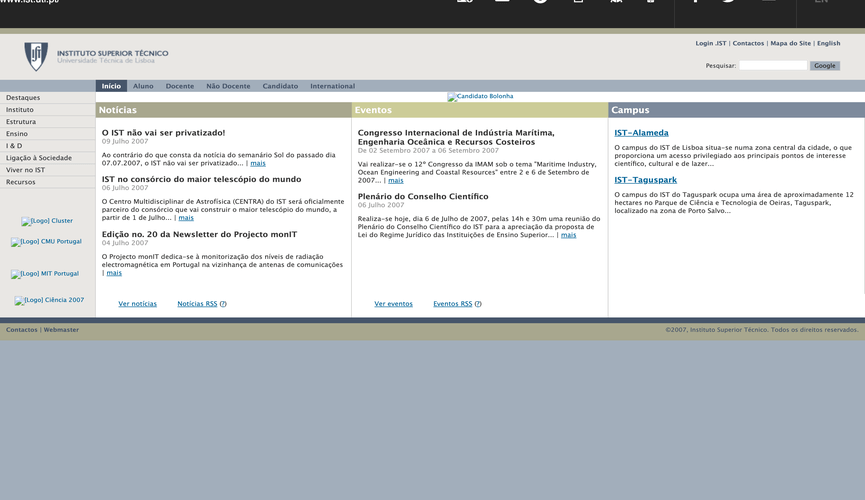 www.ist.utl.pt/
EN
INSTITUTO SUPERIOR TÉCNICO
Universidade Técnica de Lisboa
Login .IST | Contactos | Mapa do Site | English
Pesquisar: Google
Início Aluno Docente Não Docente Candidato International
Destaques
Instituto
Estrutura
Ensino
I & D
Ligação à Sociedade
Viver no IST
Recursos
[Logo] Cluster
[Logo] CMU Portugal
[Logo] MIT Portugal
[Logo] Ciência 2007
Candidato Bolonha
Notícias
O IST não vai ser privatizado!
09 Julho 2007
Ao contrário do que consta da notícia do semanário Sol do passado dia
07.07.2007, o IST não vai ser privatizado... | mais
IST no consórcio do maior telescópio do mundo
06 Julho 2007
O Centro Multidisciplinar de Astrofísica (CENTRA) do IST será oficialmente
parceiro do consórcio que vai construir o maior telescópio do mundo, a
partir de 1 de Julho... | mais
Edição no. 20 da Newsletter do Projecto monIT
04 Julho 2007
O Projecto monIT dedica-se à monitorização dos níveis de radiação
electromagnética em Portugal na vizinhança de antenas de comunicações
| mais
Ver notícias Notícias RSS (?)
Eventos
Congresso Internacional de Indústria Marítima,
Engenharia Oceânica e Recursos Costeiros
De 02 Setembro 2007 a 06 Setembro 2007
Vai realizar-se o 12º Congresso da IMAM sob o tema "Maritime Industry,
Ocean Engineering and Coastal Resources" entre 2 e 6 de Setembro de
2007... | mais
Plenário do Conselho Científico
06 Julho 2007
Realiza-se hoje, dia 6 de Julho de 2007, pelas 14h e 30m uma reunião do
Plenário do Conselho Científico do IST para a apreciação da proposta de
Lei do Regime Jurídico das Instituições de Ensino Superior... | mais
Ver eventos Eventos RSS (?)
Campus
IST-Alameda
O campus do IST de Lisboa situa-se numa zona central da cidade, o que
proporciona um acesso privilegiado aos principais pontos de interesse
científico, cultural e de lazer...
IST-Taguspark
O campus do IST do Taguspark ocupa uma área de aproximadamente 12
hectares no Parque de Ciência e Tecnologia de Oeiras, Taguspark,
localizado na zona de Porto Salvo...
Contactos | Webmaster
©2007, Instituto Superior Técnico. Todos os direitos reservados.